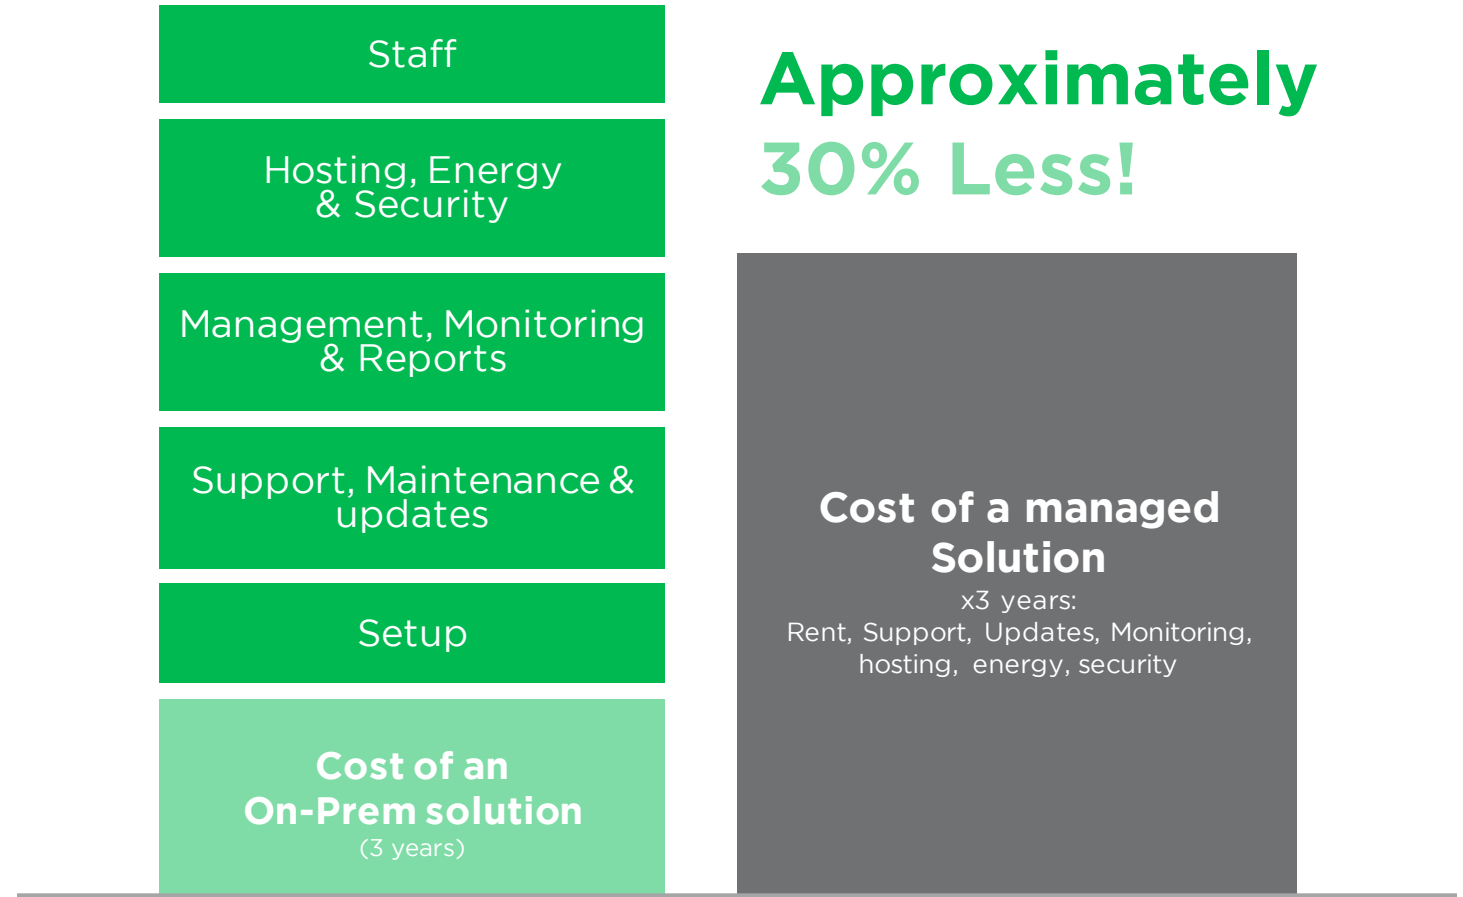 Staff
Hosting, Energy
& Security
Management, Monitoring
& Reports
Support, Maintenance &
updates
Setup
Cost of an
On-Prem solution
(3 years)
Approximately
30% Less!
Cost of a managed
Solution
x3 years:
Rent, Support, Updates, Monitoring,
hosting, energy, security